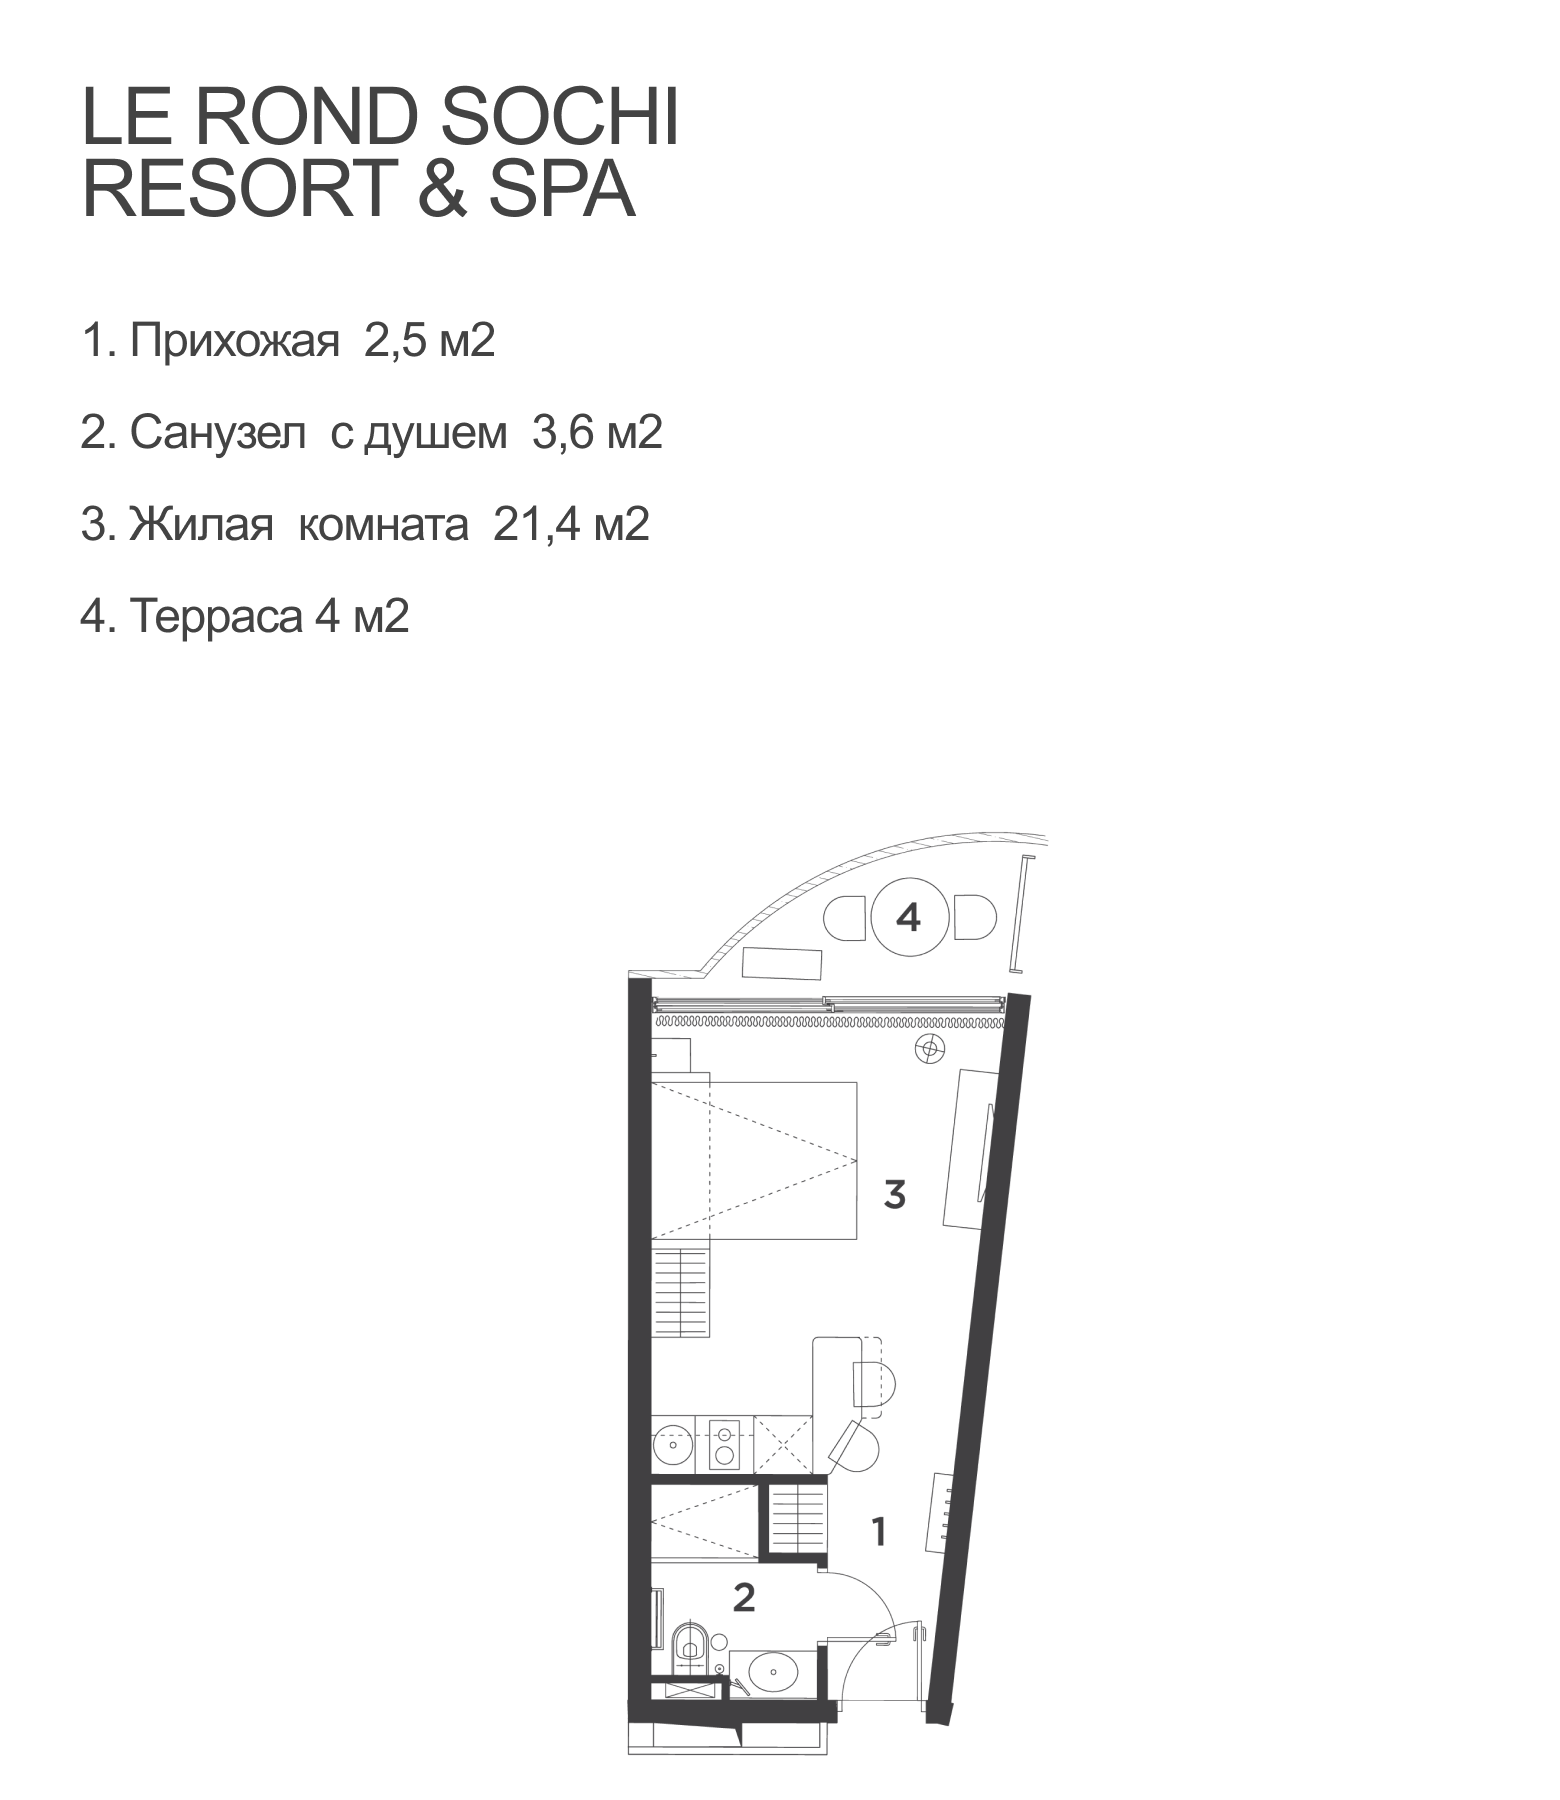 LE ROND SOCHI
RESORT & SPA
1. Прихожая 2,5 м2
2. Санузел с душем 3,6 м2
3. Жилая комната 21,4 м2
4. Терраса 4 м2
4
3
1
2